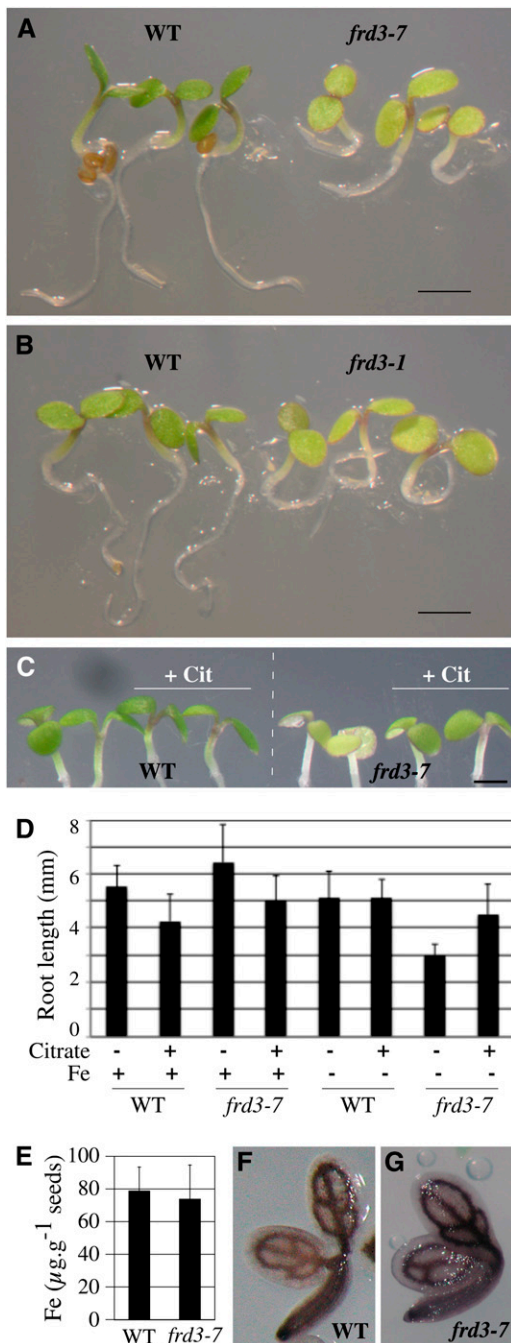 A
WT frd3-7
B
WT frd3-1
C
+ Cit + Cit
WT frd3-7
D
Root length (mm)
8
6
4
2
0
Citrate - + - + - + - +
Fe + + + + - - - -
WT frd3-7 WT frd3-7
E
Fe (µg.g-1 seeds)
100
80
60
40
20
0
WT frd3-7
F
WT
G
frd3-7